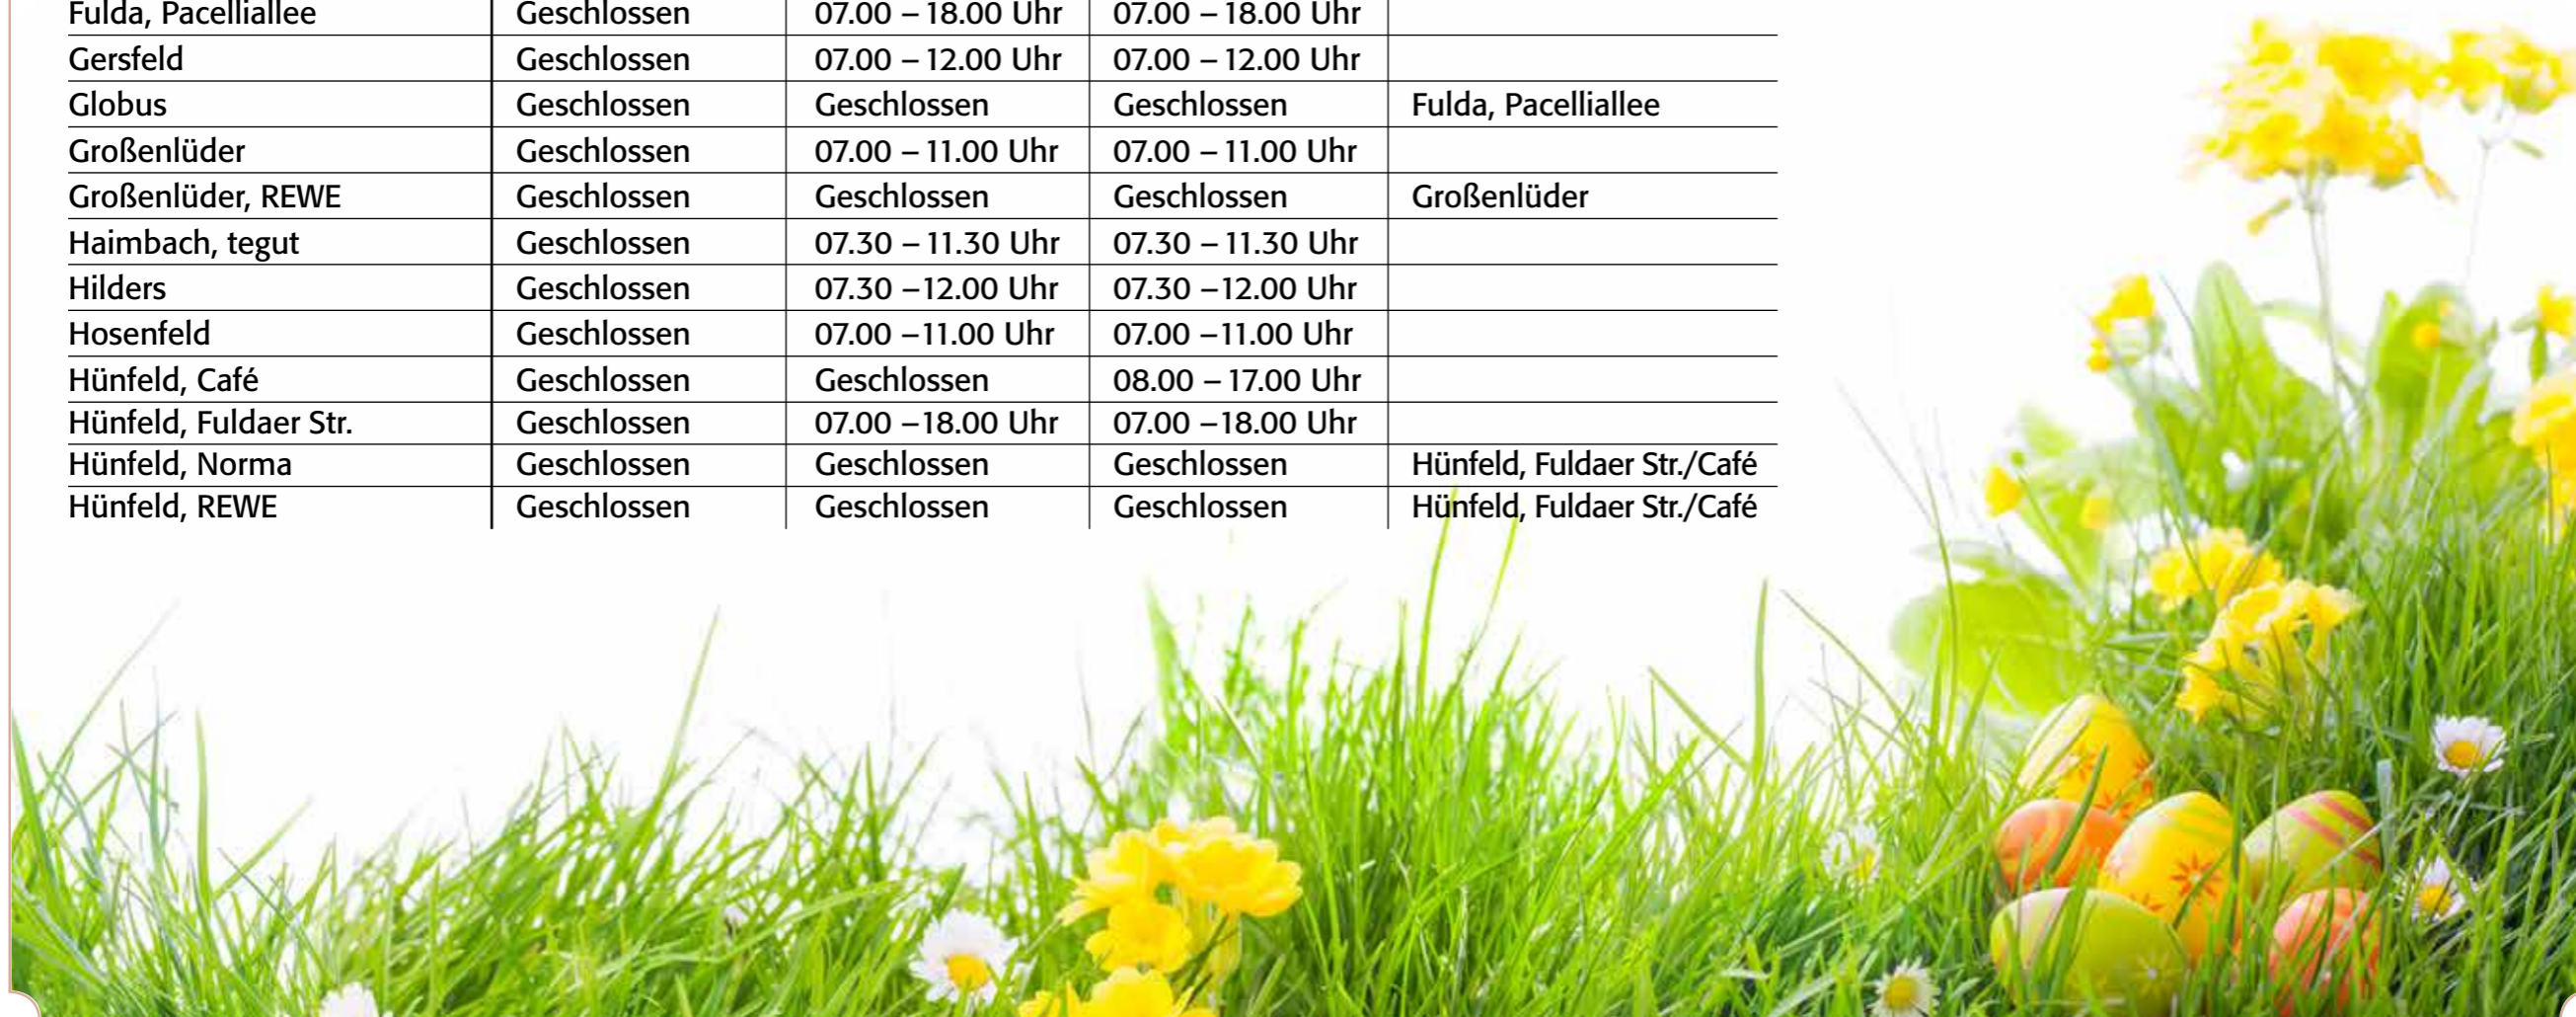 Fulda, Pacelliallee Geschlossen 07.00 – 18.00 Uhr 07.00 – 18.00 Uhr
Gersfeld Geschlossen 07.00 – 12.00 Uhr 07.00 – 12.00 Uhr
Globus Geschlossen Geschlossen Geschlossen Fulda, Pacelliallee
Großenlüder Geschlossen 07.00 – 11.00 Uhr 07.00 – 11.00 Uhr
Großenlüder, REWE Geschlossen Geschlossen Geschlossen Großenlüder
Haimbach, tegut Geschlossen 07.30 – 11.30 Uhr 07.30 – 11.30 Uhr
Hilders Geschlossen 07.30 –12.00 Uhr 07.30 –12.00 Uhr
Hosenfeld Geschlossen 07.00 –11.00 Uhr 07.00 –11.00 Uhr
Hünfeld, Café Geschlossen Geschlossen 08.00 – 17.00 Uhr
Hünfeld, Fuldaer Str. Geschlossen 07.00 –18.00 Uhr 07.00 –18.00 Uhr
Hünfeld, Norma Geschlossen Geschlossen Geschlossen Hünfeld, Fuldaer Str./Café
Hünfeld, REWE Geschlossen Geschlossen Geschlossen Hünfeld, Fuldaer Str./Café